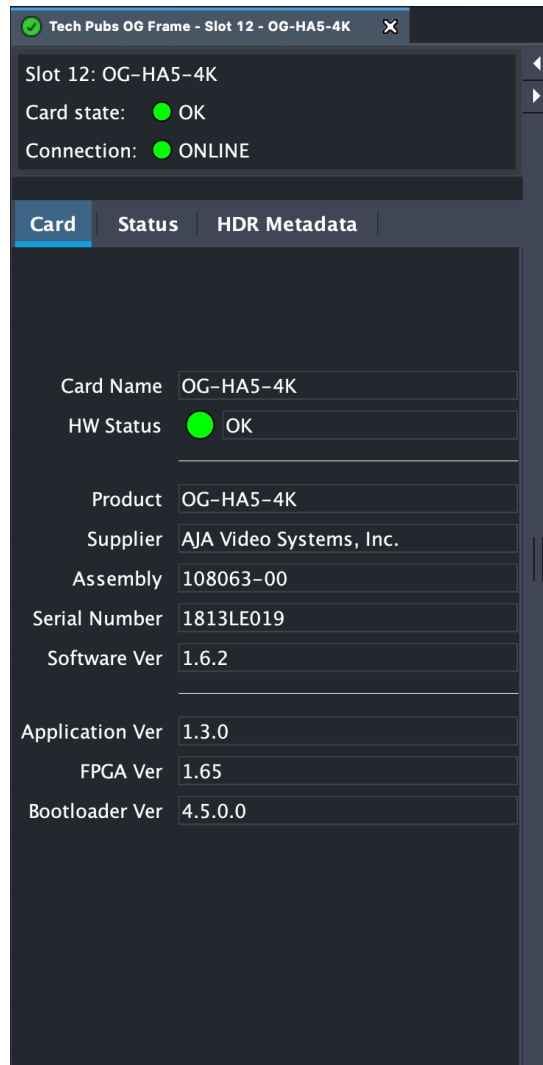 Tech Pubs OG Frame - Slot 12 - OG-HA5-4K
Slot 12: OG-HA5-4K
Card state: OK
Connection: ONLINE
Card Status HDR Metadata
Card Name OG-HA5-4K
HW Status OK
Product OG-HA5-4K
Supplier AJA Video Systems, Inc.
Assembly 108063-00
Serial Number 1813LE019
Software Ver 1.6.2
Application Ver 1.3.0
FPGA Ver 1.65
Bootloader Ver 4.5.0.0